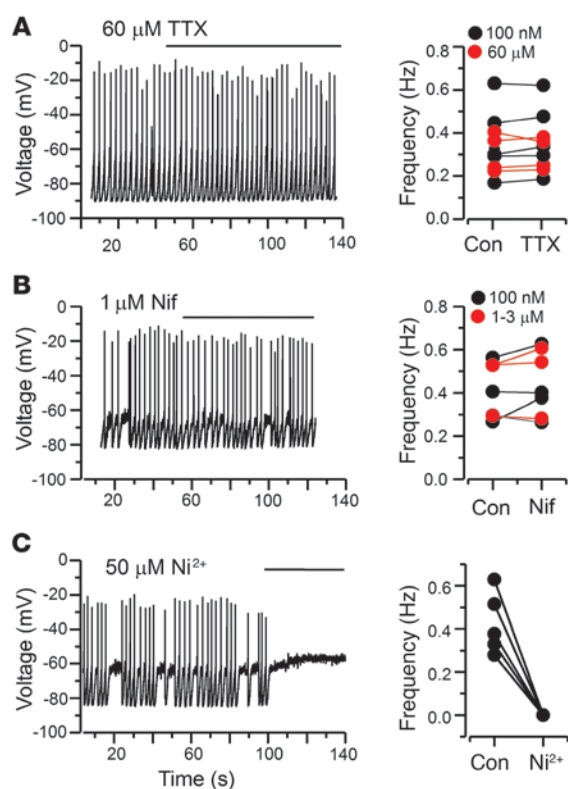 A
60 μM TTX
Voltage (mV)
0
-20
-40
-60
-80
-100
20
60
100
140
100 nM
60 μM
Frequency (Hz)
0.8
0.6
0.4
0.2
0.0
Con
TTX
B
1 μM Nif
Voltage (mV)
0
-20
-40
-60
-80
-100
20
60
100
140
100 nM
1-3 μM
Frequency (Hz)
0.8
0.6
0.4
0.2
0.0
Con
Nif
C
50 μM Ni²⁺
Voltage (mV)
0
-20
-40
-60
-80
-100
20
60
100
140
Time (s)
Frequency (Hz)
0.6
0.4
0.2
0.0
Con
Ni²⁺